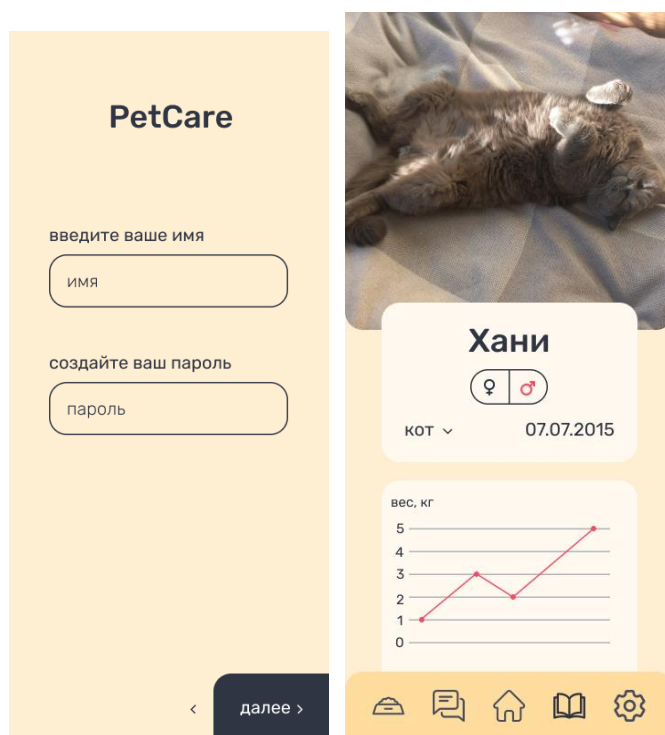 PetCare
введите ваше имя
имя
создайте ваш пароль
пароль
далее
Хани
кот
07.07.2015
вес, кг
5
4
3
2
1
0